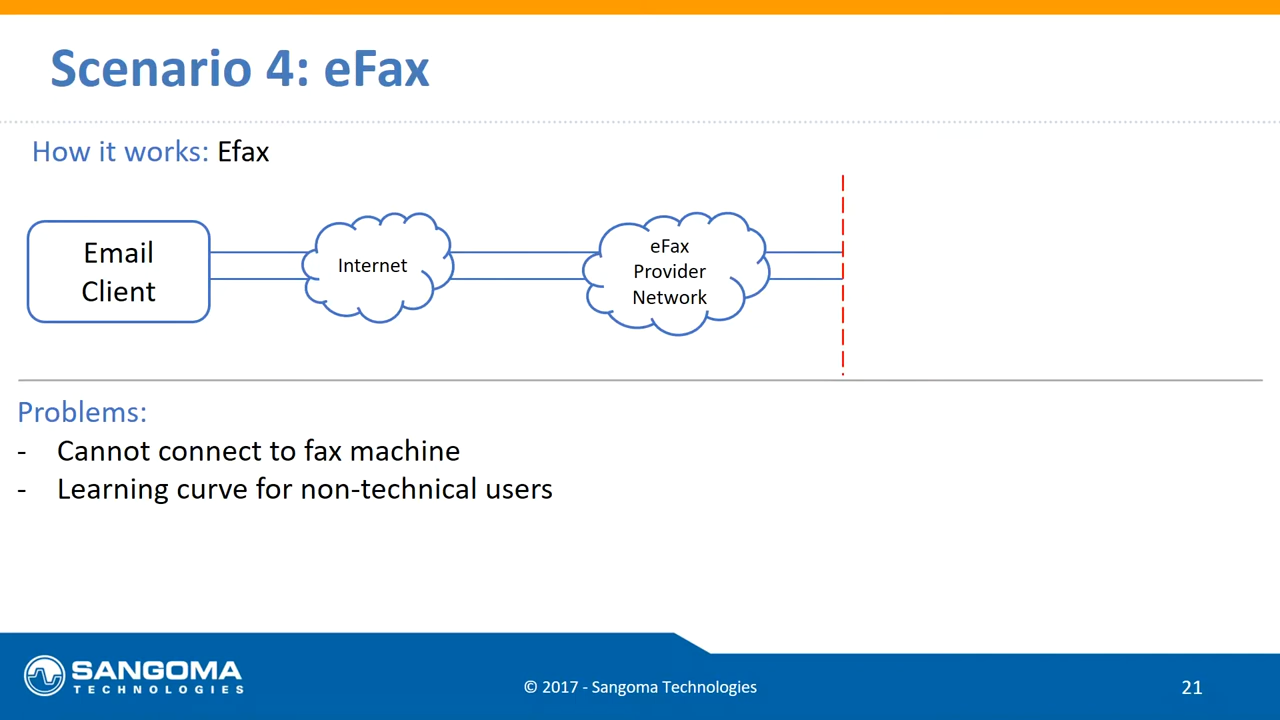 Scenario 4: eFax
How it works: Efax
Email
Client
Internet
eFax
Provider
Network
Problems:
- Cannot connect to fax machine
- Learning curve for non-technical users
SANGOMA
TECHNOLOGIES
© 2017 - Sangoma Technologies
21